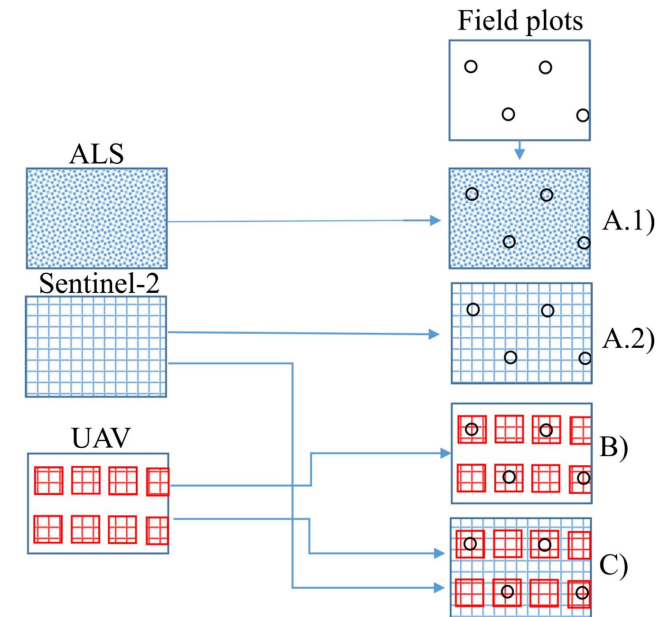 Field plots
ALS
A.1)
Sentinel-2
A.2)
UAV
B)
C)